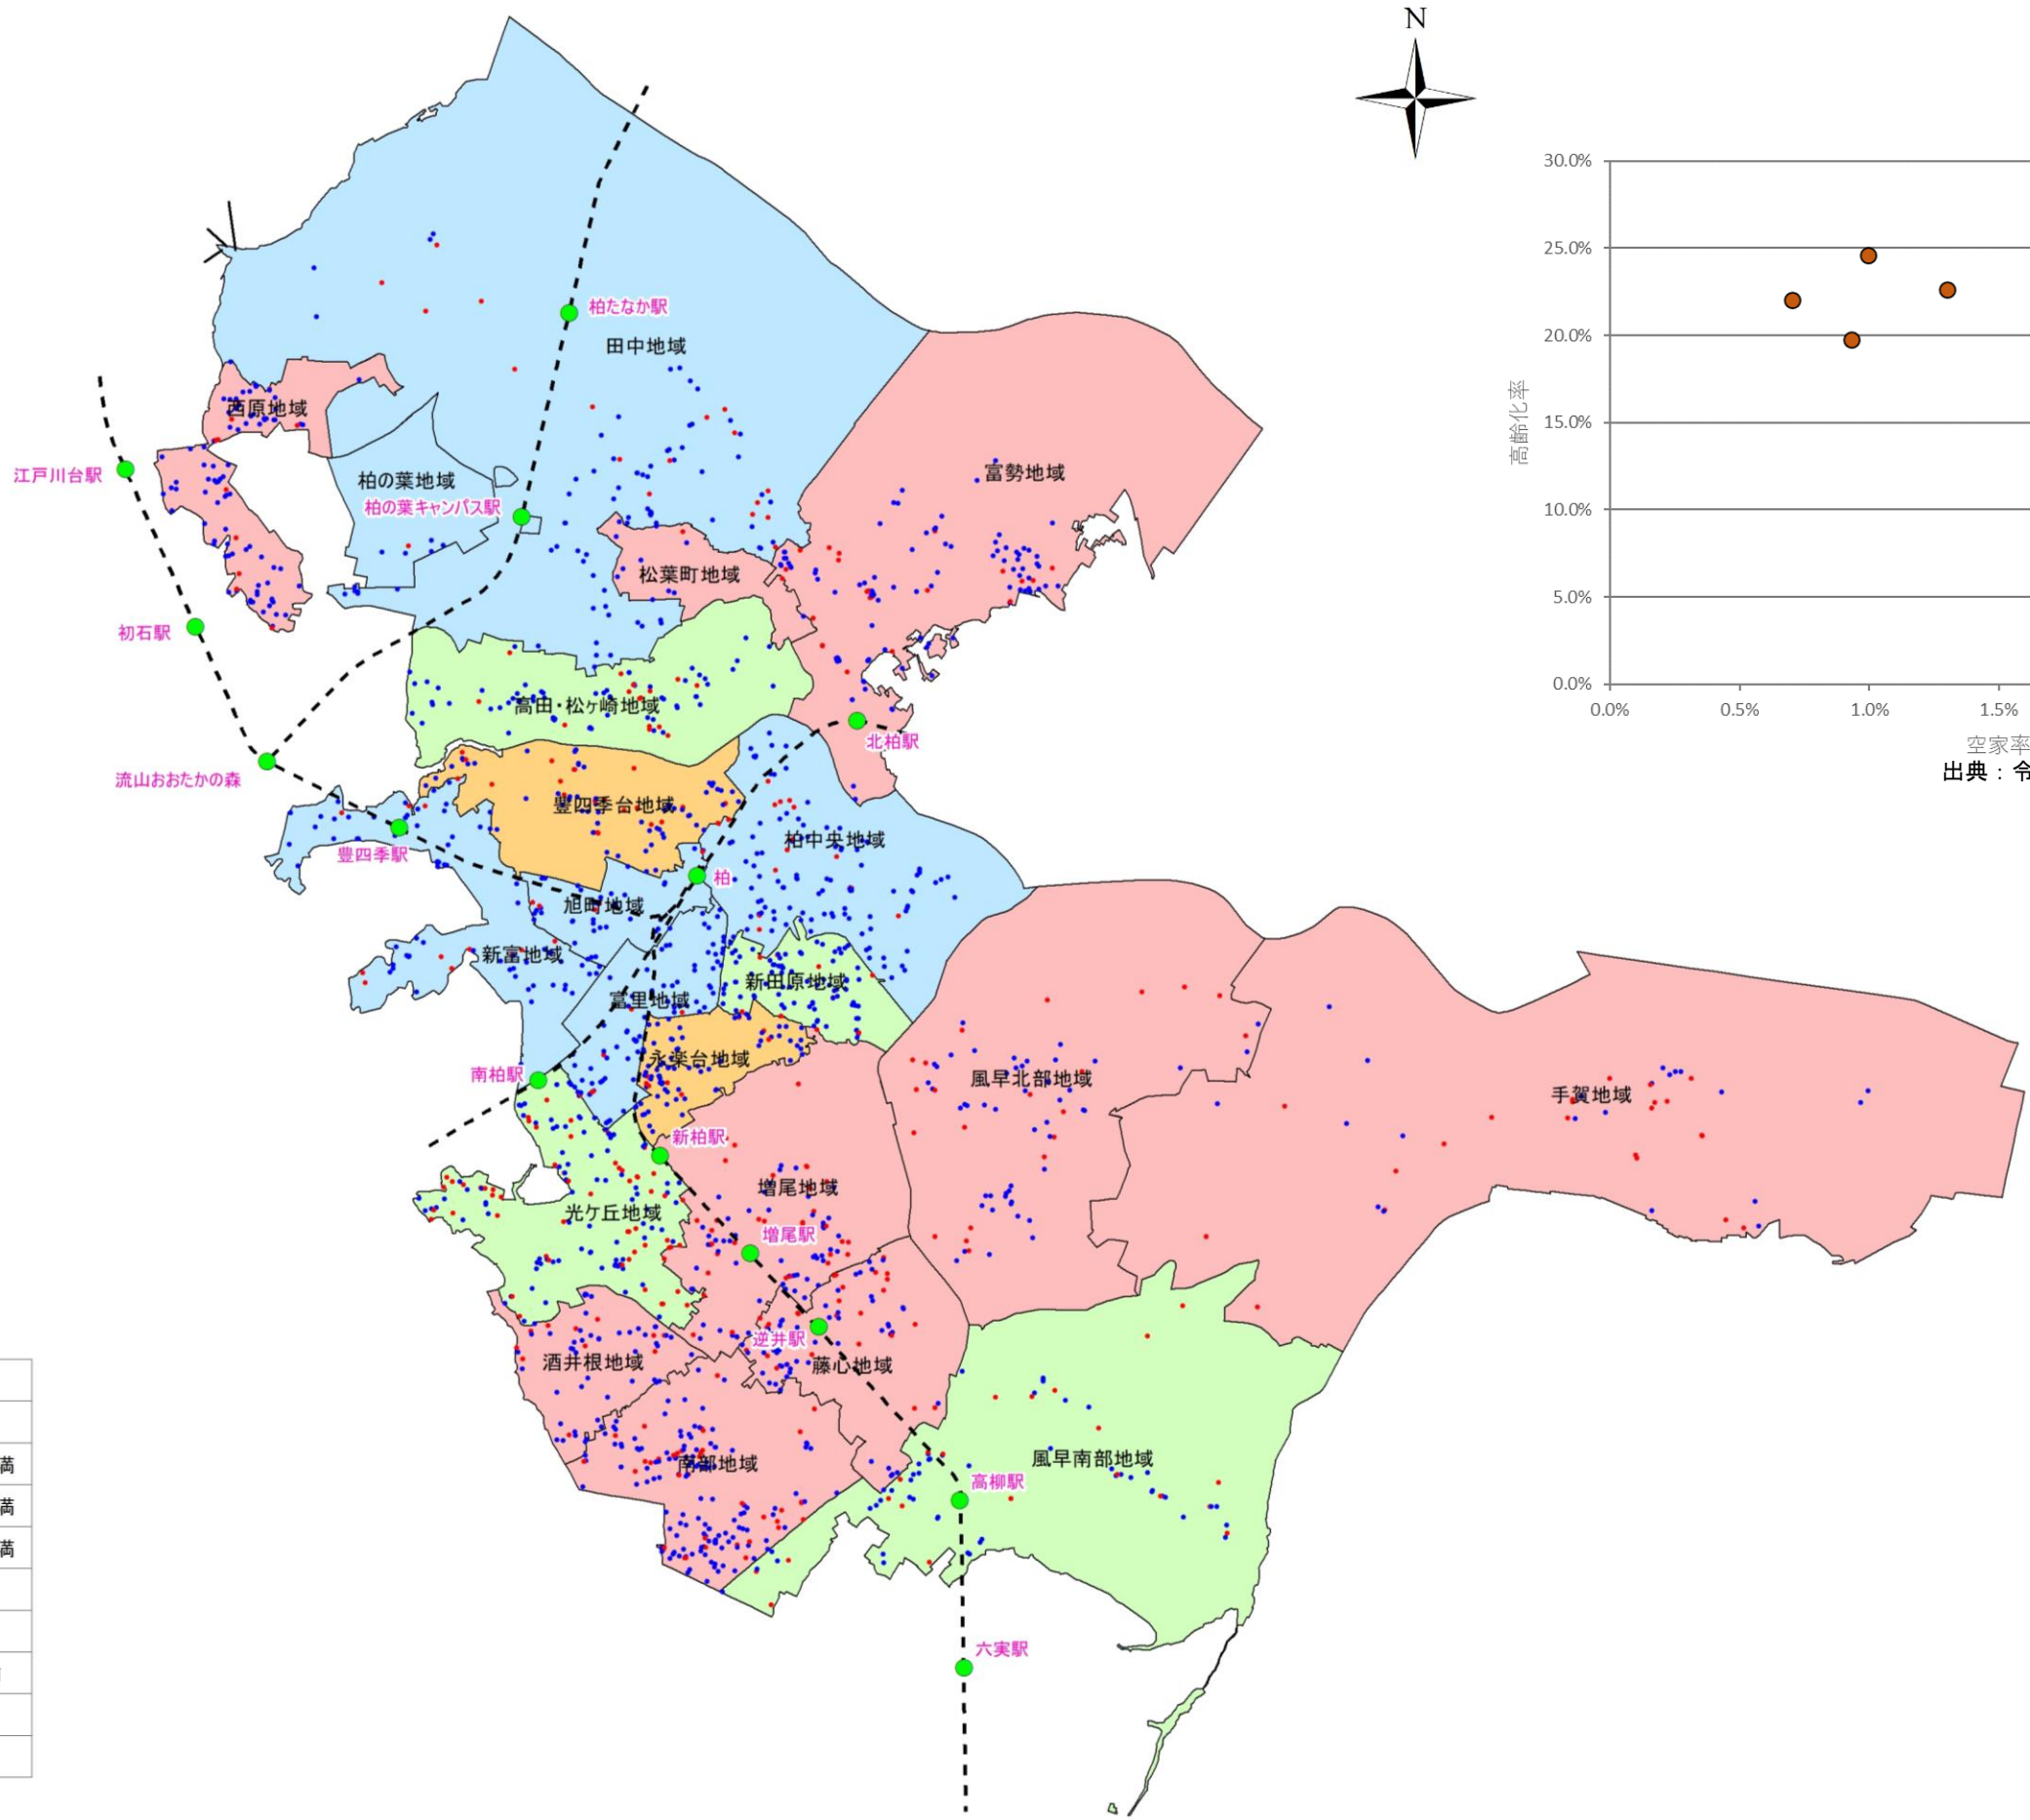 N
30.0%
25.0%
20.0%
15.0%
10.0%
5.0%
0.0%
高齢化率
0.0%
0.5%
1.0%
1.5%
空家率
出典：令
柏たなか駅
田中地域
西原地域
江戸川台駅
柏の葉地域
柏の葉キャンパス駅
富勢地域
松葉町地域
初石駅
高田・松ヶ崎地域
北柏駅
流山おおたかの森
豊四季台地域
柏中央地域
豊四季駅
柏
旭町地域
新富地域
新田原地域
富里地域
永楽台地域
南柏駅
風早北部地域
手賀地域
新柏駅
増尾地域
光ケ丘地域
増尾駅
逆井駅
酒井根地域
藤心地域
南部地域
風早南部地域
高柳駅
六実駅
満
満
満